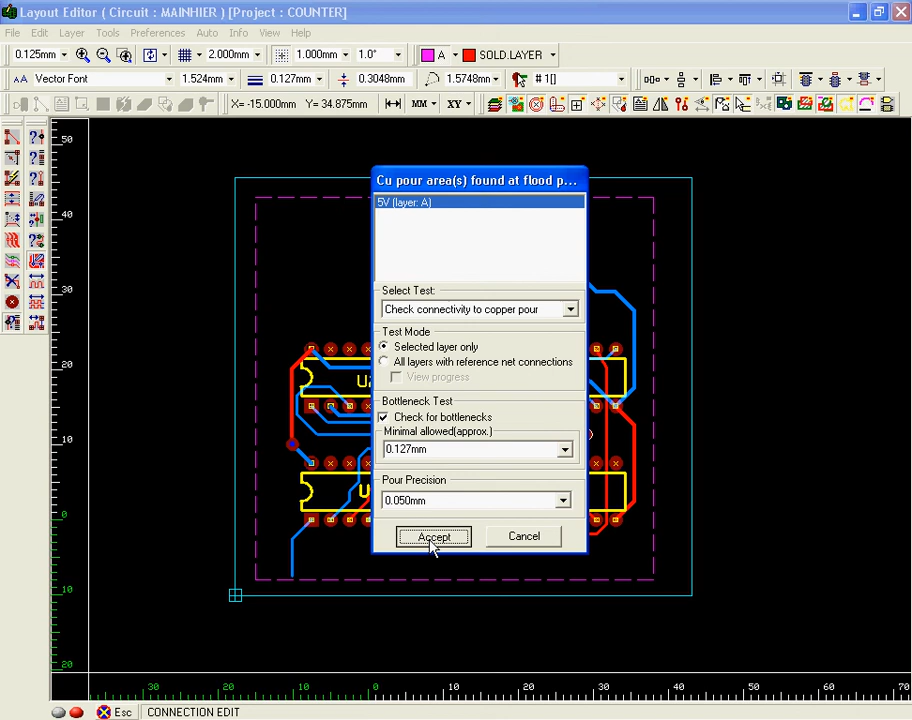 Layout Editor ( Circuit : MAINHIER ) [Project : COUNTER]
File Edit Layer Tools Preferences Auto Info View Help
0.125mm 2.000mm 1.000mm 1.0° A SOLD.LAYER
AA Vector Font 1.524mm 0.127mm 0.3048mm 1.5748mm # 1[]
X= -15.000mm Y= 34.875mm MM XY
Cu pour area(s) found at flood p...
5V (layer: A)
Select Test:
Check connectivity to copper pour
Test Mode
Selected layer only
All layers with reference net connections
View progress
Bottleneck Test
Check for bottlenecks
Minimal allowed(approx.)
0.127mm
Pour Precision
0.050mm
Accept Cancel
50
40
30
20
10
0
10
20
30 20 10 0 10 20 30 40 50 60 70
Esc CONNECTION EDIT